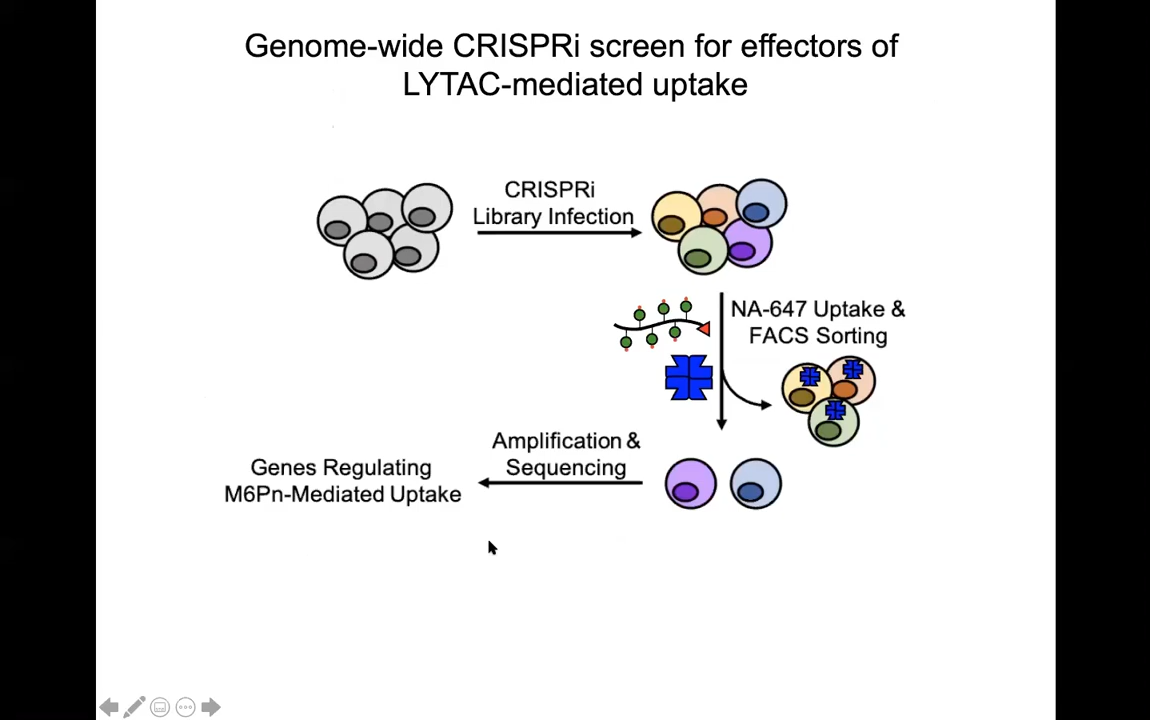 Genome-wide CRISPRi screen for effectors of
LYTAC-mediated uptake
CRISPRi
Library Infection
NA-647 Uptake &
FACS Sorting
Amplification &
Sequencing
Genes Regulating
M6Pn-Mediated Uptake